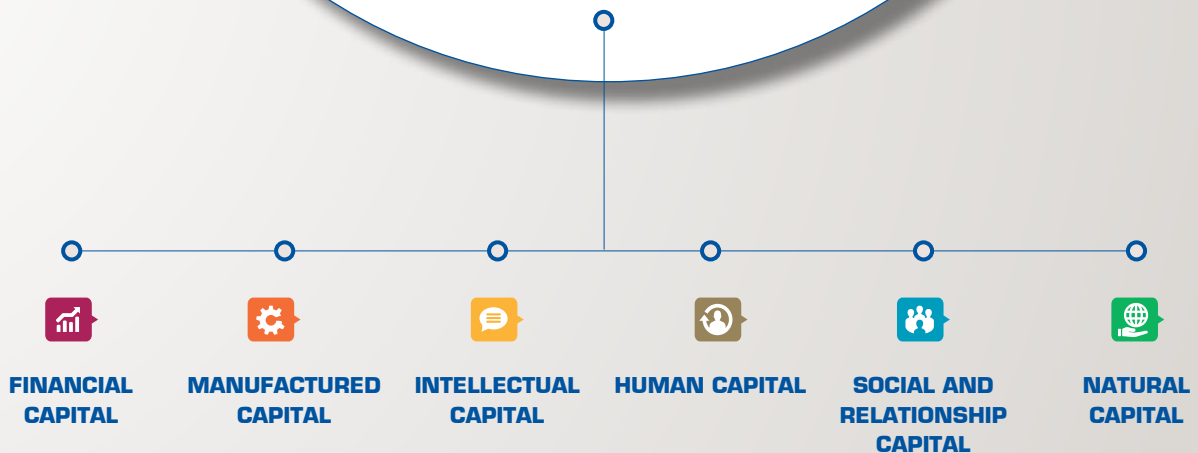 FINANCIAL
CAPITAL
MANUFACTURED
CAPITAL
INTELLECTUAL
CAPITAL
HUMAN CAPITAL
SOCIAL AND
RELATIONSHIP
CAPITAL
NATURAL
CAPITAL